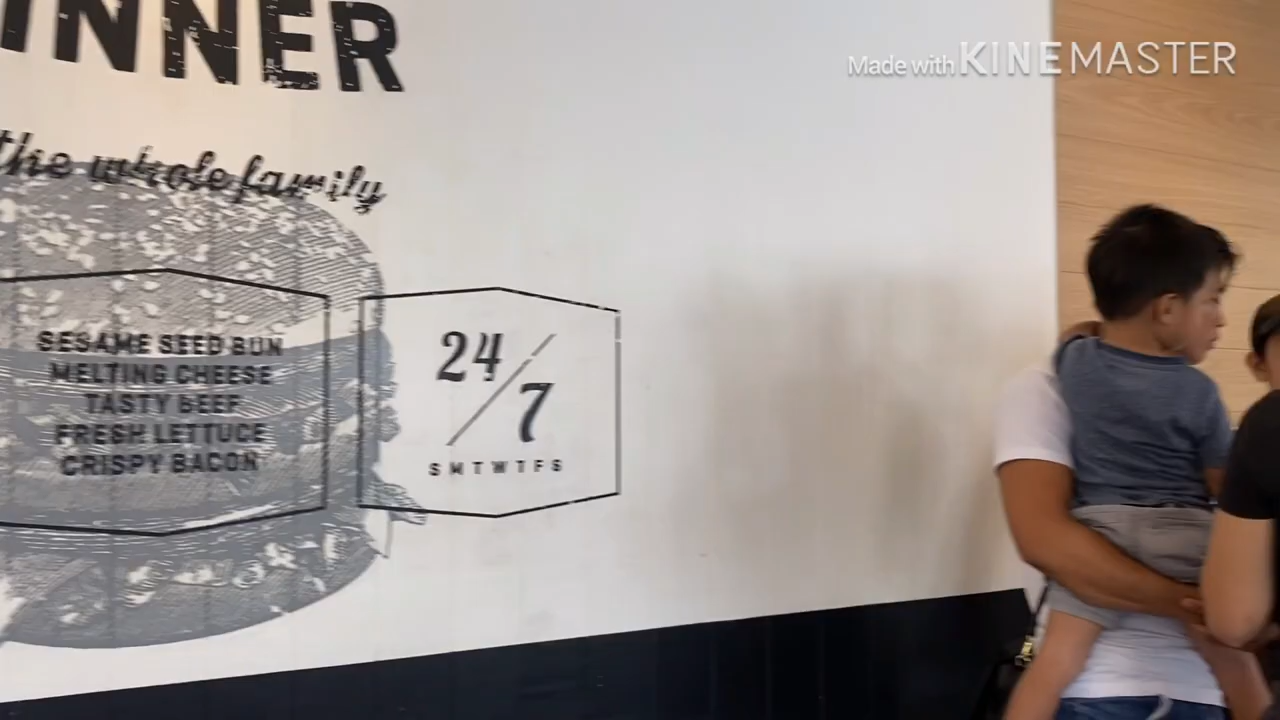 INNER
Made with KINEMASTER
the whole family
SESAME SEED BUN
MELTING CHEESE
TASTY BEEF
FRESH LETTUCE
CRISPY BACON
24/7
S M T W T F S